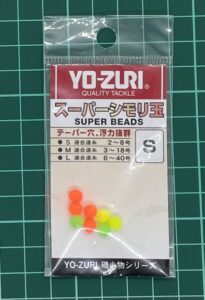 YO-ZURI®
QUALITY TACKLE
スーパーシモリ玉
SUPER BEADS
テーパー穴、浮力抜群
● S 適合道糸 2～8号
● M 適合道糸 3～18号
● L 適合道糸 6～40号
S
YO-ZURI 磯小物シリーズ